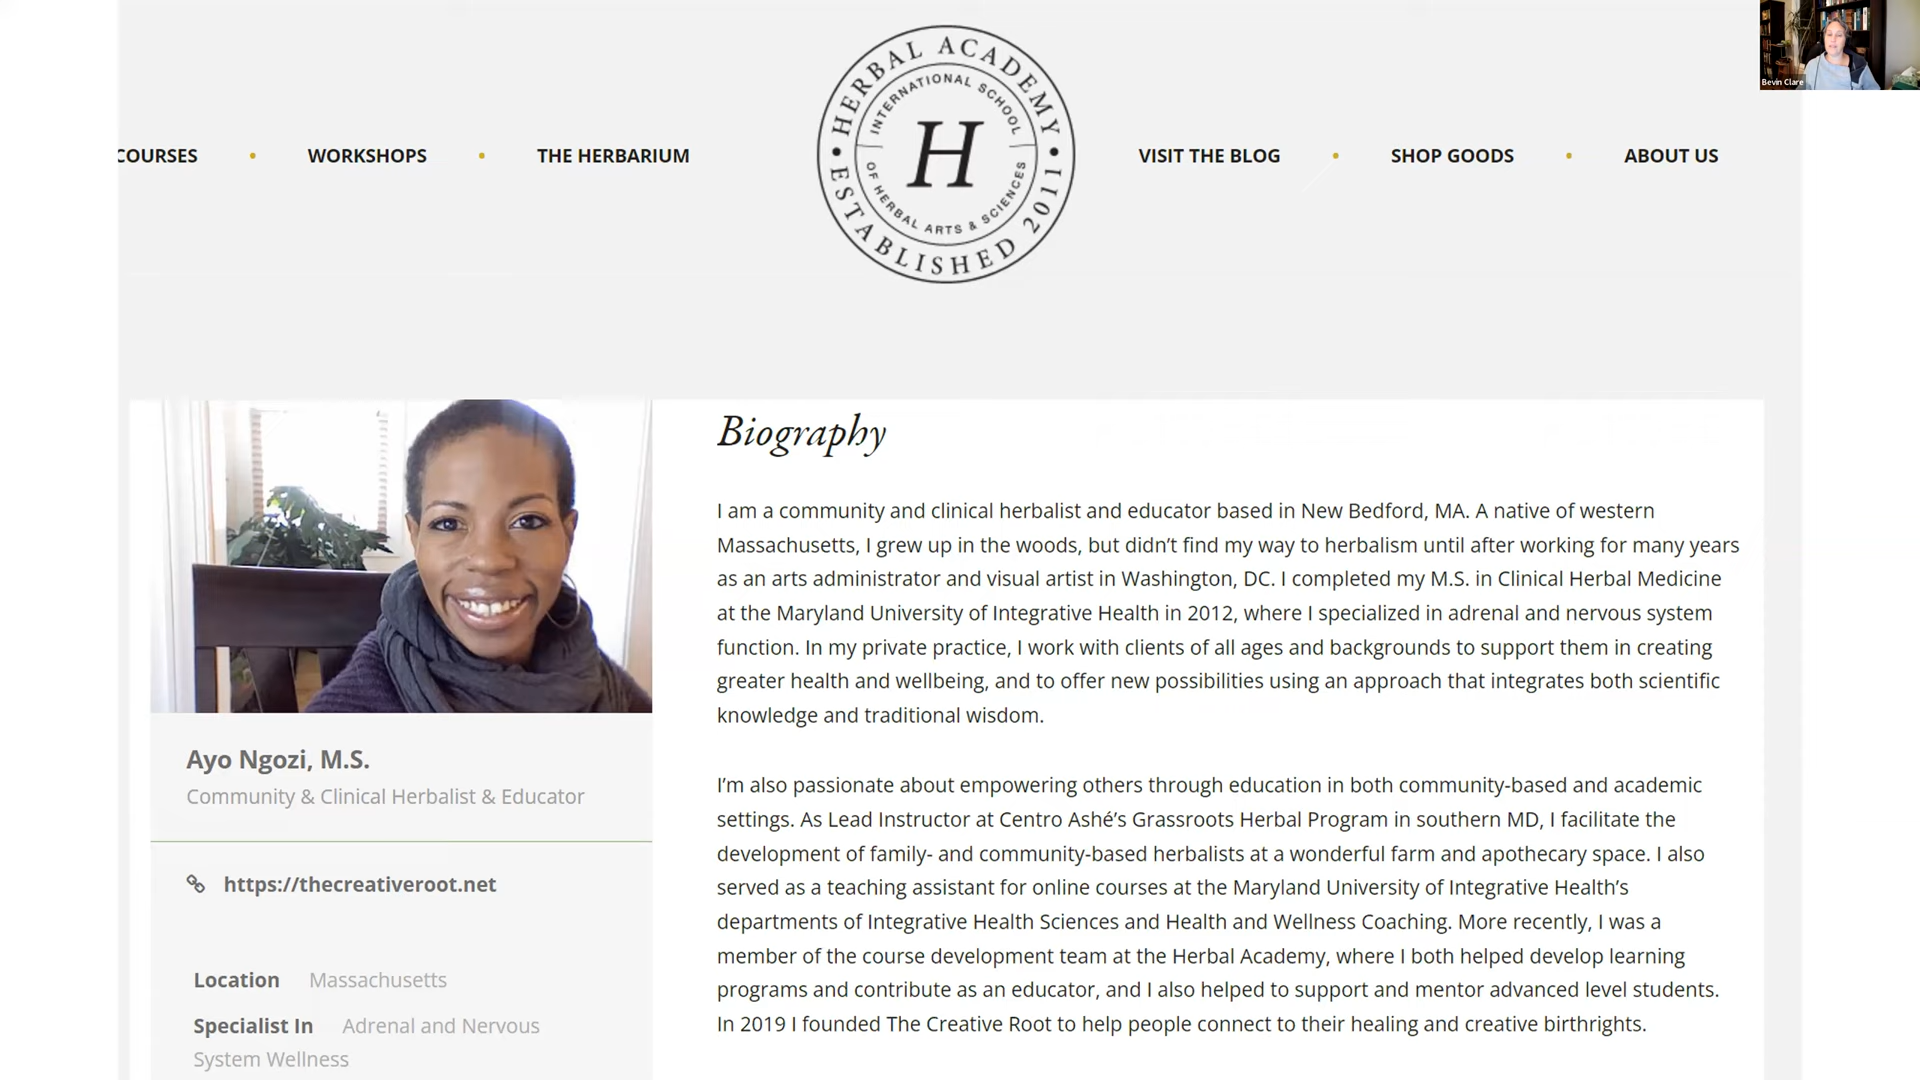 Bevin Clare
COURSES • WORKSHOPS • THE HERBARIUM
HERBAL ACADEMY
INTERNATIONAL SCHOOL
H
OF HERBAL ARTS & SCIENCES
ESTABLISHED 2011
VISIT THE BLOG • SHOP GOODS • ABOUT US
Ayo Ngozi, M.S.
Community & Clinical Herbalist & Educator
https://thecreativeroot.net
Location Massachusetts
Specialist In Adrenal and Nervous
System Wellness
Biography
I am a community and clinical herbalist and educator based in New Bedford, MA. A native of western
Massachusetts, I grew up in the woods, but didn’t find my way to herbalism until after working for many years
as an arts administrator and visual artist in Washington, DC. I completed my M.S. in Clinical Herbal Medicine
at the Maryland University of Integrative Health in 2012, where I specialized in adrenal and nervous system
function. In my private practice, I work with clients of all ages and backgrounds to support them in creating
greater health and wellbeing, and to offer new possibilities using an approach that integrates both scientific
knowledge and traditional wisdom.
I’m also passionate about empowering others through education in both community-based and academic
settings. As Lead Instructor at Centro Ashé’s Grassroots Herbal Program in southern MD, I facilitate the
development of family- and community-based herbalists at a wonderful farm and apothecary space. I also
served as a teaching assistant for online courses at the Maryland University of Integrative Health’s
departments of Integrative Health Sciences and Health and Wellness Coaching. More recently, I was a
member of the course development team at the Herbal Academy, where I both helped develop learning
programs and contribute as an educator, and I also helped to support and mentor advanced level students.
In 2019 I founded The Creative Root to help people connect to their healing and creative birthrights.